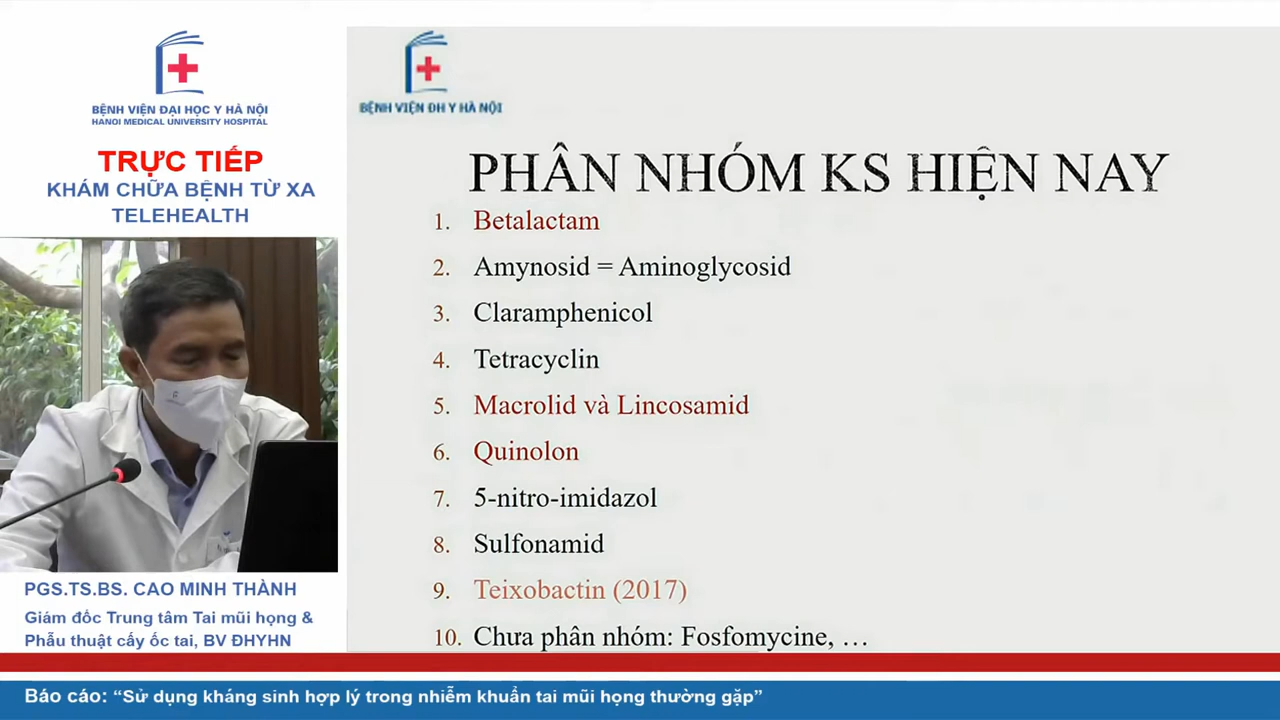 BỆNH VIỆN ĐẠI HỌC Y HÀ NỘI
HANOI MEDICAL UNIVERSITY HOSPITAL
TRỰC TIẾP
KHÁM CHỮA BỆNH TỪ XA
TELEHEALTH
PGS.TS.BS. CAO MINH THÀNH
Giám đốc Trung tâm Tai mũi họng &
Phẫu thuật cấy ốc tai, BV ĐHYHN
BỆNH VIỆN ĐH Y HÀ NỘI
PHÂN NHÓM KS HIỆN NAY
1. Betalactam
2. Amynosid = Aminoglycosid
3. Claramphenicol
4. Tetracyclin
5. Macrolid và Lincosamid
6. Quinolon
7. 5-nitro-imidazol
8. Sulfonamid
9. Teixobactin (2017)
10. Chưa phân nhóm: Fosfomycine, …
Báo cáo: “Sử dụng kháng sinh hợp lý trong nhiễm khuẩn tai mũi họng thường gặp”